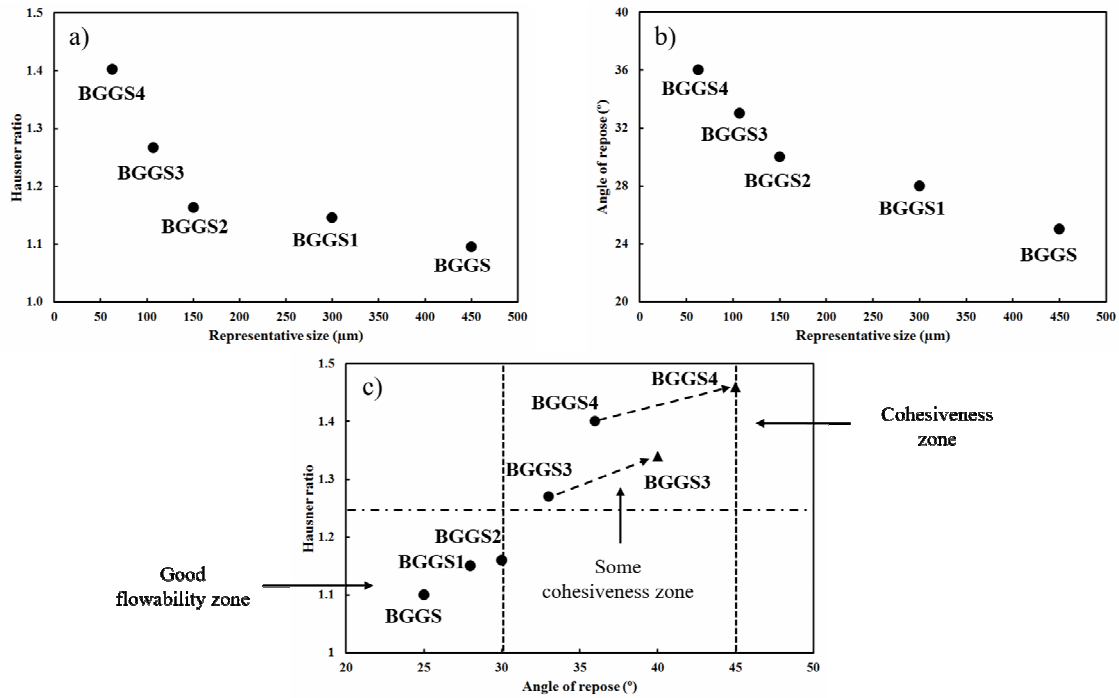 a)
1.5
1.4
1.3
1.2
1.1
1.0
Hausner ratio
BGGS4
BGGS3
BGGS2
BGGS1
BGGS
0 50 100 150 200 250 300 350 400 450 500
Representative size (µm)
b)
40
36
32
28
24
20
Angle of repose (º)
BGGS4
BGGS3
BGGS2
BGGS1
BGGS
0 50 100 150 200 250 300 350 400 450 500
Representative size (µm)
c)
1.5
1.4
1.3
1.2
1.1
1
Hausner ratio
BGGS4
BGGS4
BGGS3
BGGS3
BGGS2
BGGS1
BGGS
Some
cohesiveness zone
20 25 30 35 40 45 50
Angle of repose (º)
Good
flowability zone
Cohesiveness
zone